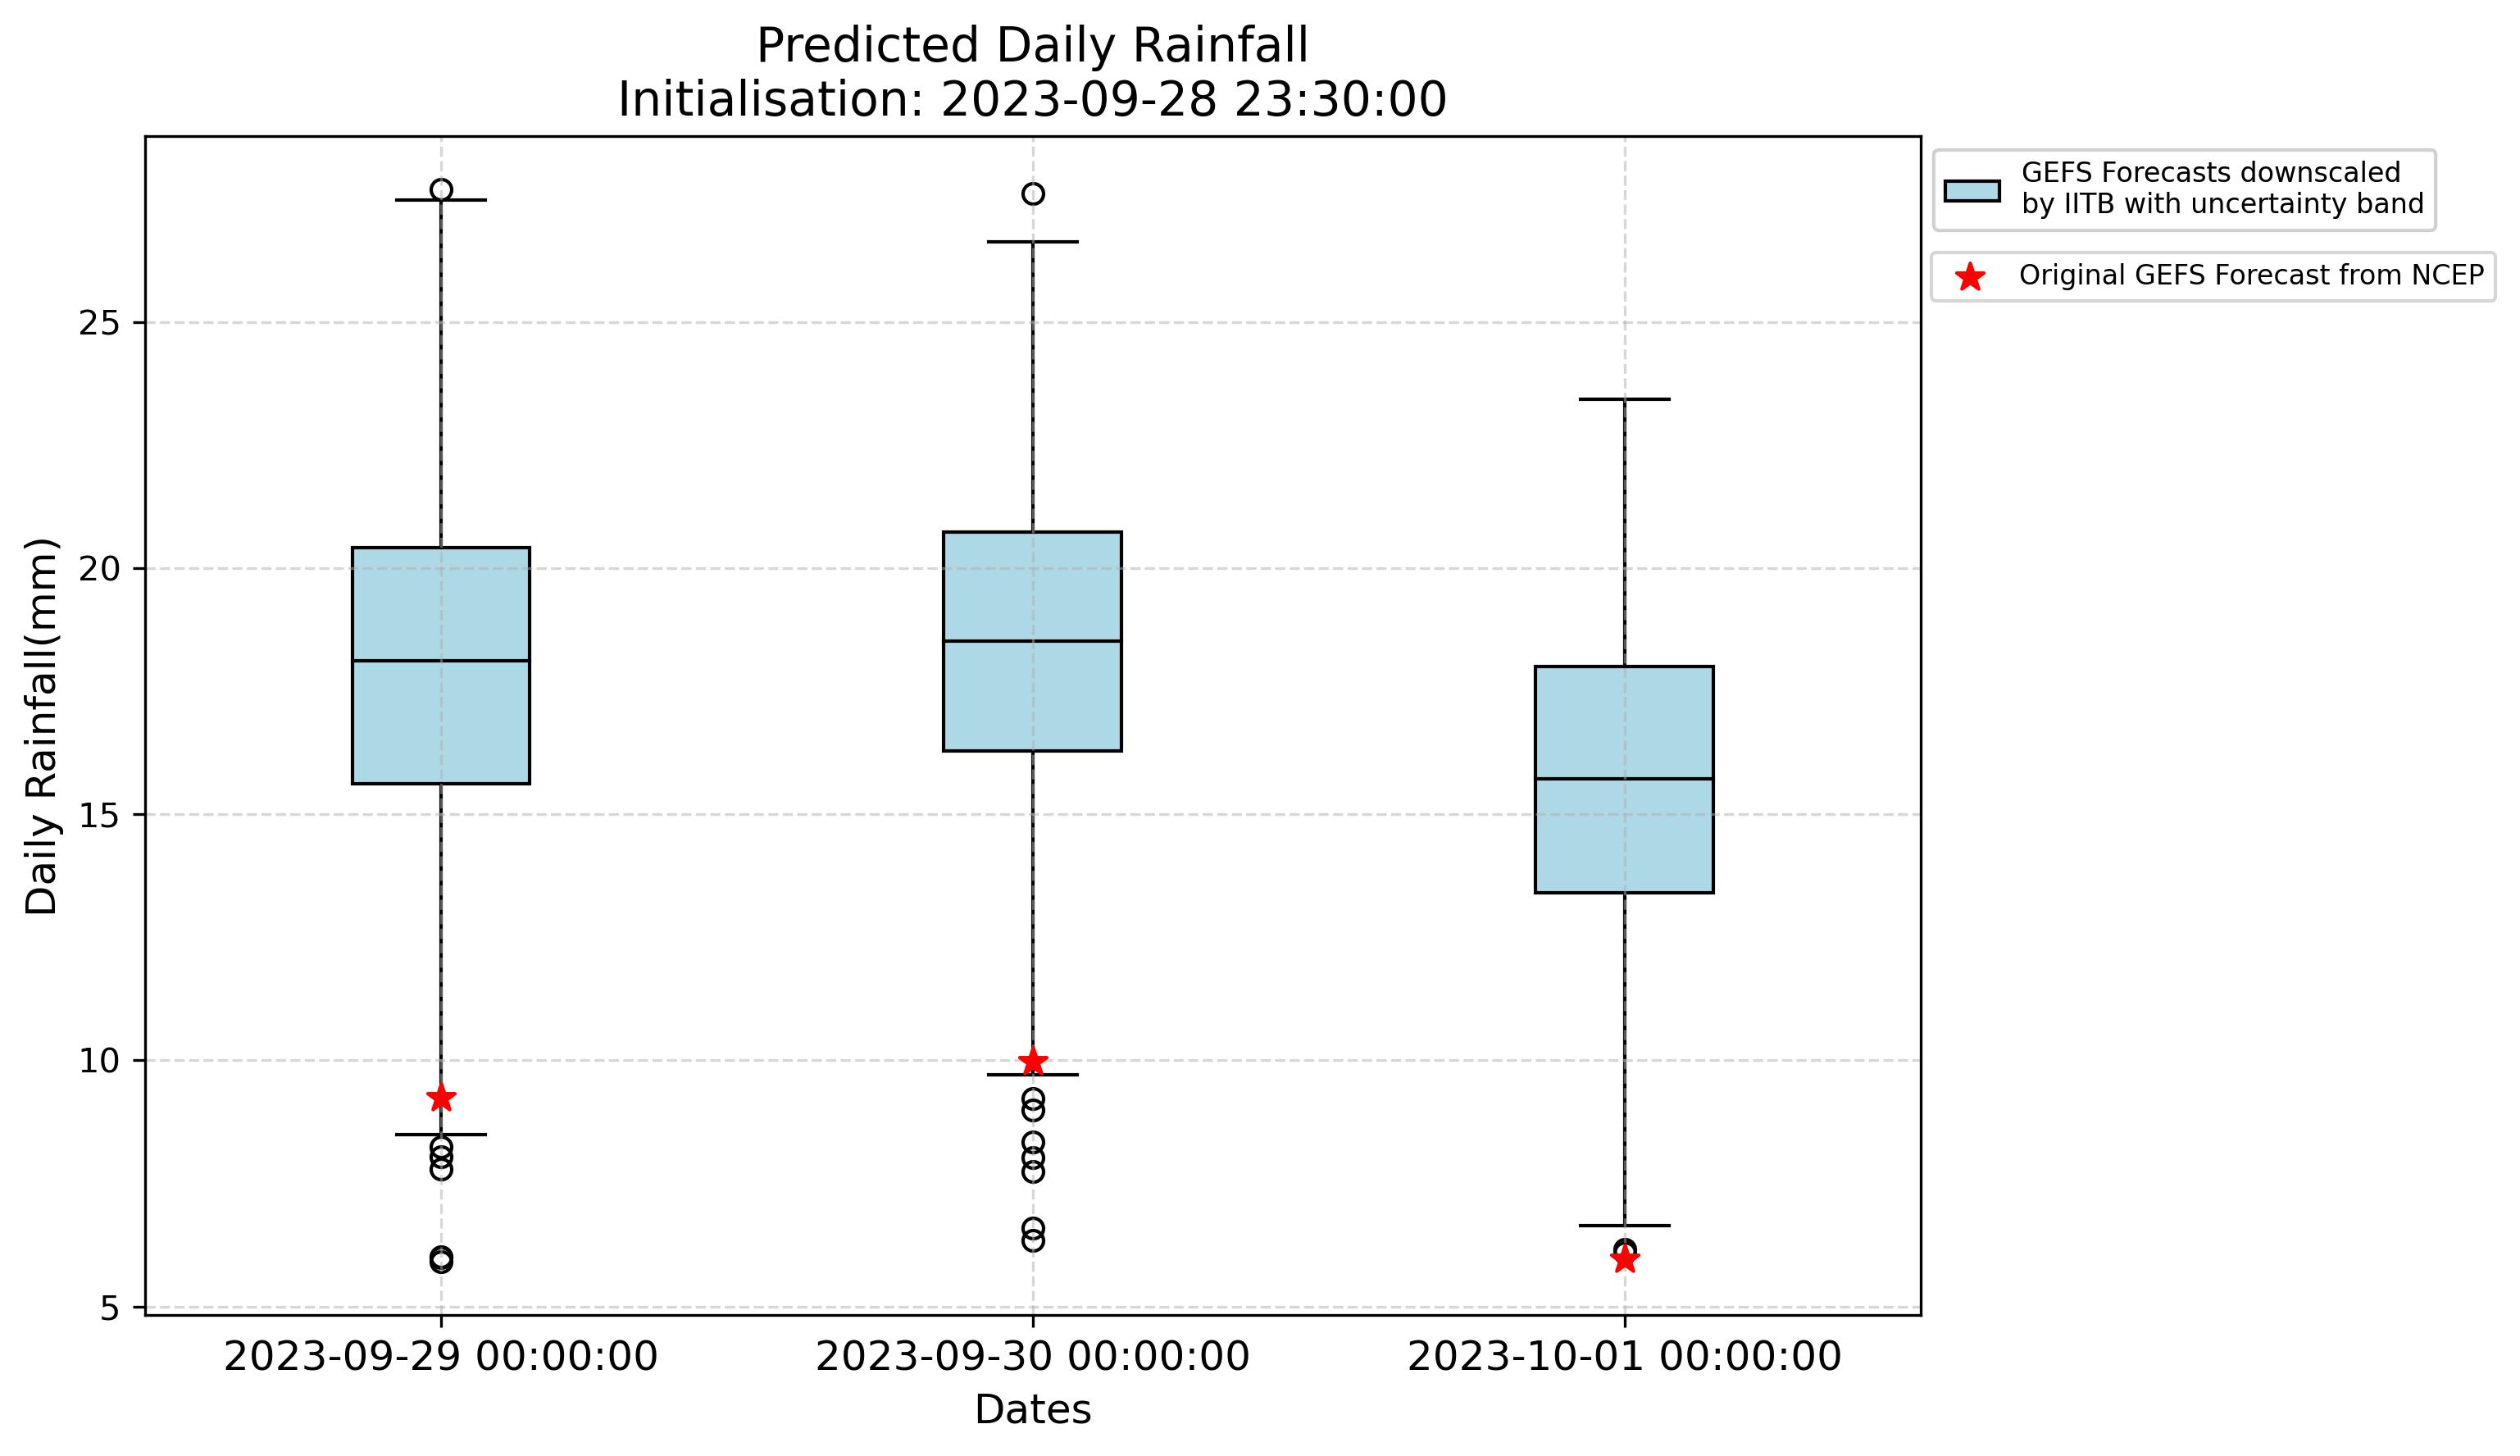 Predicted Daily Rainfall
Initialisation: 2023-09-28 23:30:00
GEFS Forecasts downscaled
by IITB with uncertainty band
Original GEFS Forecast from NCEP
Daily Rainfall(mm)
25
20
15
10
5
2023-09-29 00:00:00
2023-09-30 00:00:00
2023-10-01 00:00:00
Dates